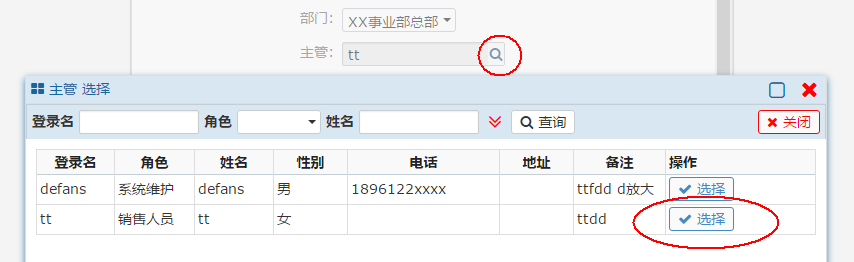 部门: XX事业部总部
主管: tt
主管 选择
登录名 角色 姓名 查询 关闭
登录名 角色 姓名 性别 电话 地址 备注 操作
defans 系统维护 defans 男 1896122xxxx ttfdd d放大 选择
tt 销售人员 tt 女 ttdd 选择